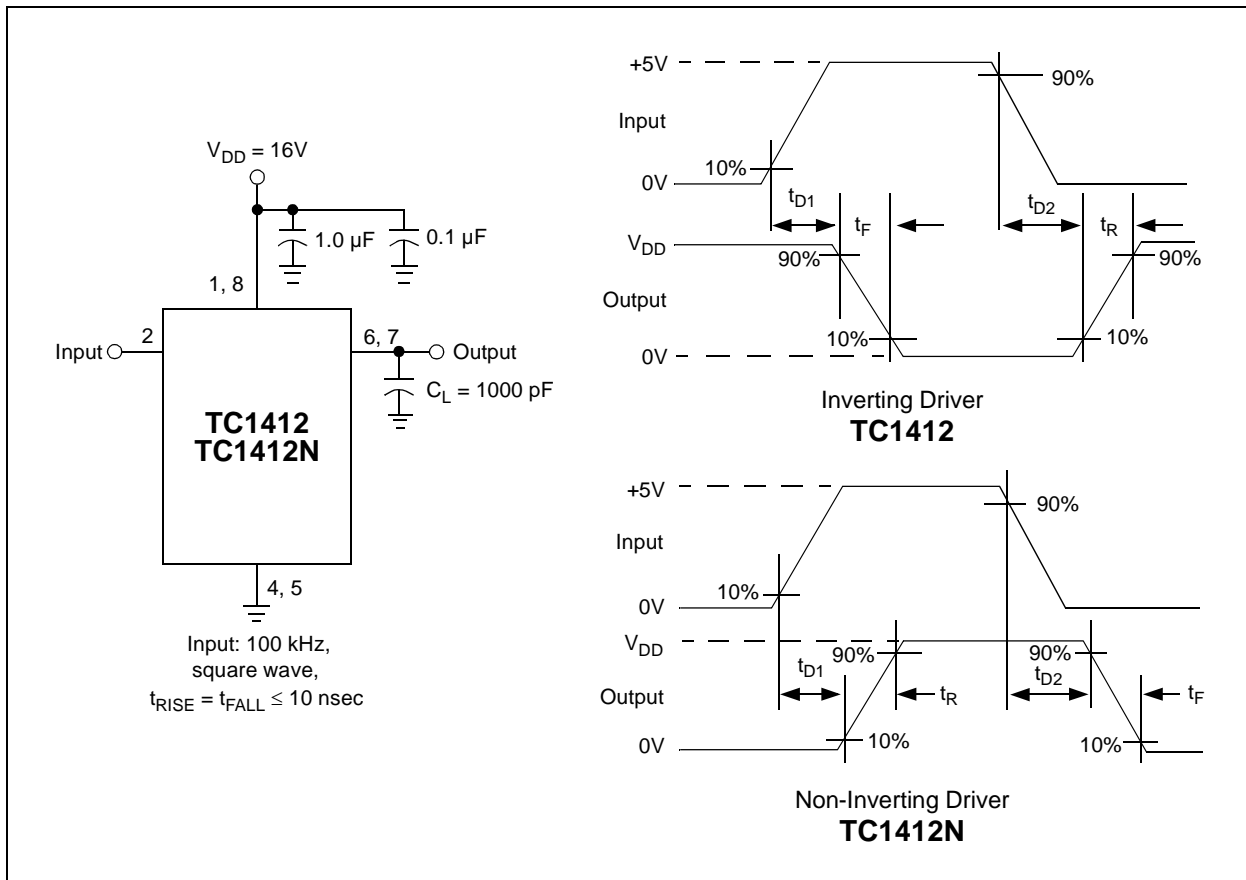 V_DD = 16V
1.0 µF
0.1 µF
1, 8
2
6, 7
Input
Output
C_L = 1000 pF
TC1412
TC1412N
4, 5
Input: 100 kHz,
square wave,
t_RISE = t_FALL ≤ 10 nsec
+5V
90%
Input
10%
0V
t_D1
t_F
t_D2
t_R
V_DD
90%
90%
Output
10%
10%
0V
Inverting Driver
TC1412
+5V
90%
Input
10%
0V
V_DD
t_D1
90%
90%
t_R
t_D2
t_F
Output
10%
10%
0V
Non-Inverting Driver
TC1412N